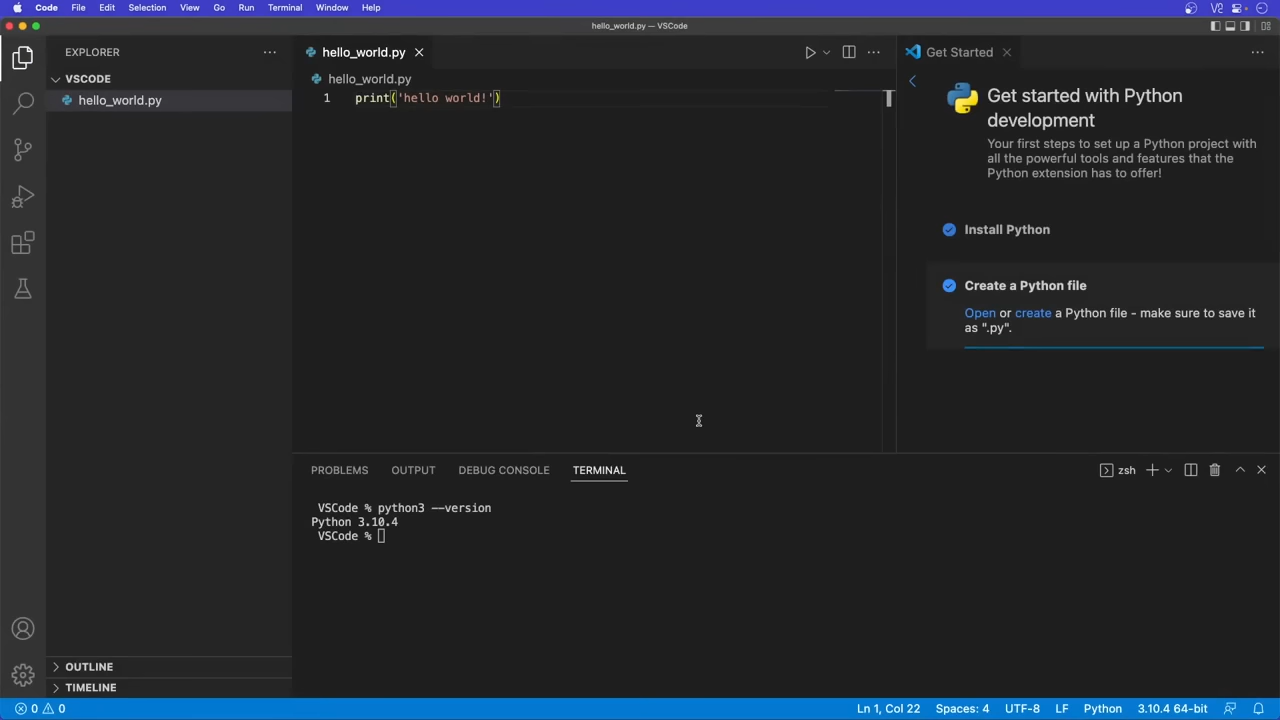 Code File Edit Selection View Go Run Terminal Window Help
hello_world.py — VSCode
EXPLORER
VSCODE
hello_world.py
OUTLINE
TIMELINE
hello_world.py
hello_world.py
1 print('hello world!')
Get Started
Get started with Python
development
Your first steps to set up a Python project with
all the powerful tools and features that the
Python extension has to offer!
Install Python
Create a Python file
Open or create a Python file - make sure to save it
as ".py".
PROBLEMS OUTPUT DEBUG CONSOLE TERMINAL
zsh
VSCode % python3 --version
Python 3.10.4
VSCode %
0 0
Ln 1, Col 22 Spaces: 4 UTF-8 LF Python 3.10.4 64-bit